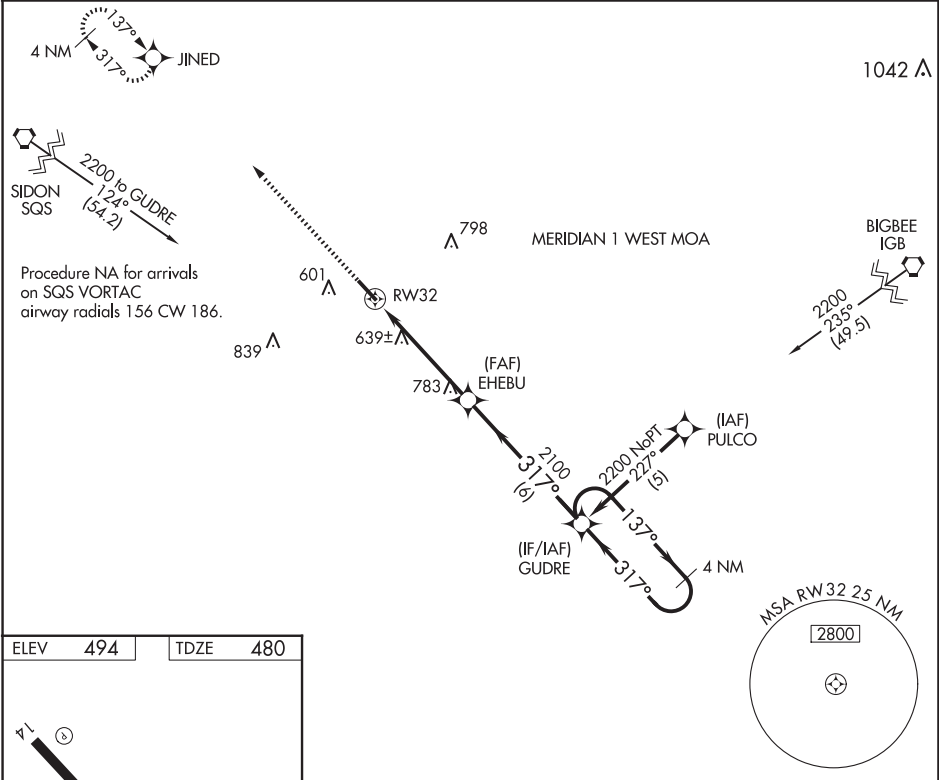 137°
4 NM
317°
JINED
1042
SIDON
SQS
2200 to GUDRE
124°
(54.2)
Procedure NA for arrivals
on SQS VORTAC
airway radials 156 CW 186.
798
MERIDIAN 1 WEST MOA
BIGBEE
IGB
2200
235°
(49.5)
601
RW32
639±
839
783
(FAF)
EHEBU
(IAF)
PULCO
2200 NoPT
227°
(5)
2100
317°
(6)
(IF/IAF)
GUDRE
137°
317°
4 NM
MSA RW32 25 NM
2800
ELEV 494
TDZE 480
14
P